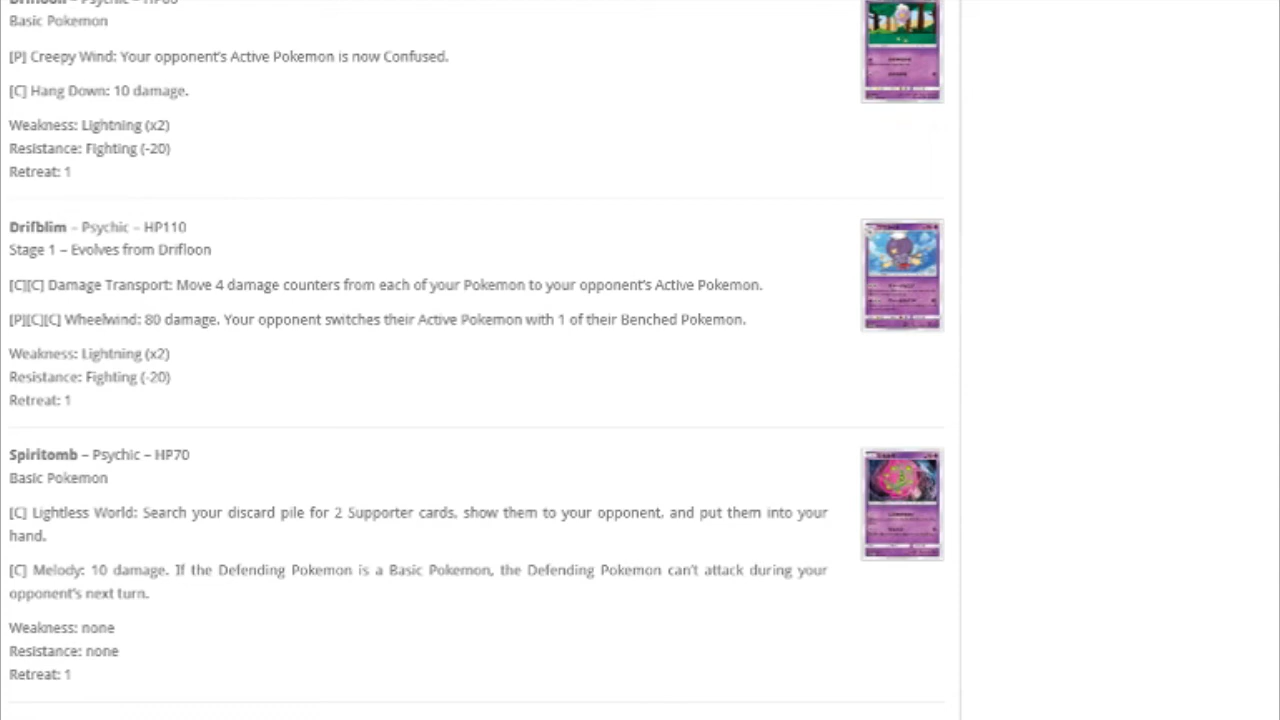 Drifloon – Psychic – HP60
Basic Pokemon
[P] Creepy Wind: Your opponent's Active Pokemon is now Confused.
[C] Hang Down: 10 damage.
Weakness: Lightning (x2)
Resistance: Fighting (-20)
Retreat: 1
Drifblim – Psychic – HP110
Stage 1 – Evolves from Drifloon
[C][C] Damage Transport: Move 4 damage counters from each of your Pokemon to your opponent's Active Pokemon.
[P][C][C] Wheelwind: 80 damage. Your opponent switches their Active Pokemon with 1 of their Benched Pokemon.
Weakness: Lightning (x2)
Resistance: Fighting (-20)
Retreat: 1
Spiritomb – Psychic – HP70
Basic Pokemon
[C] Lightless World: Search your discard pile for 2 Supporter cards, show them to your opponent, and put them into your
hand.
[C] Melody: 10 damage. If the Defending Pokemon is a Basic Pokemon, the Defending Pokemon can't attack during your
opponent's next turn.
Weakness: none
Resistance: none
Retreat: 1